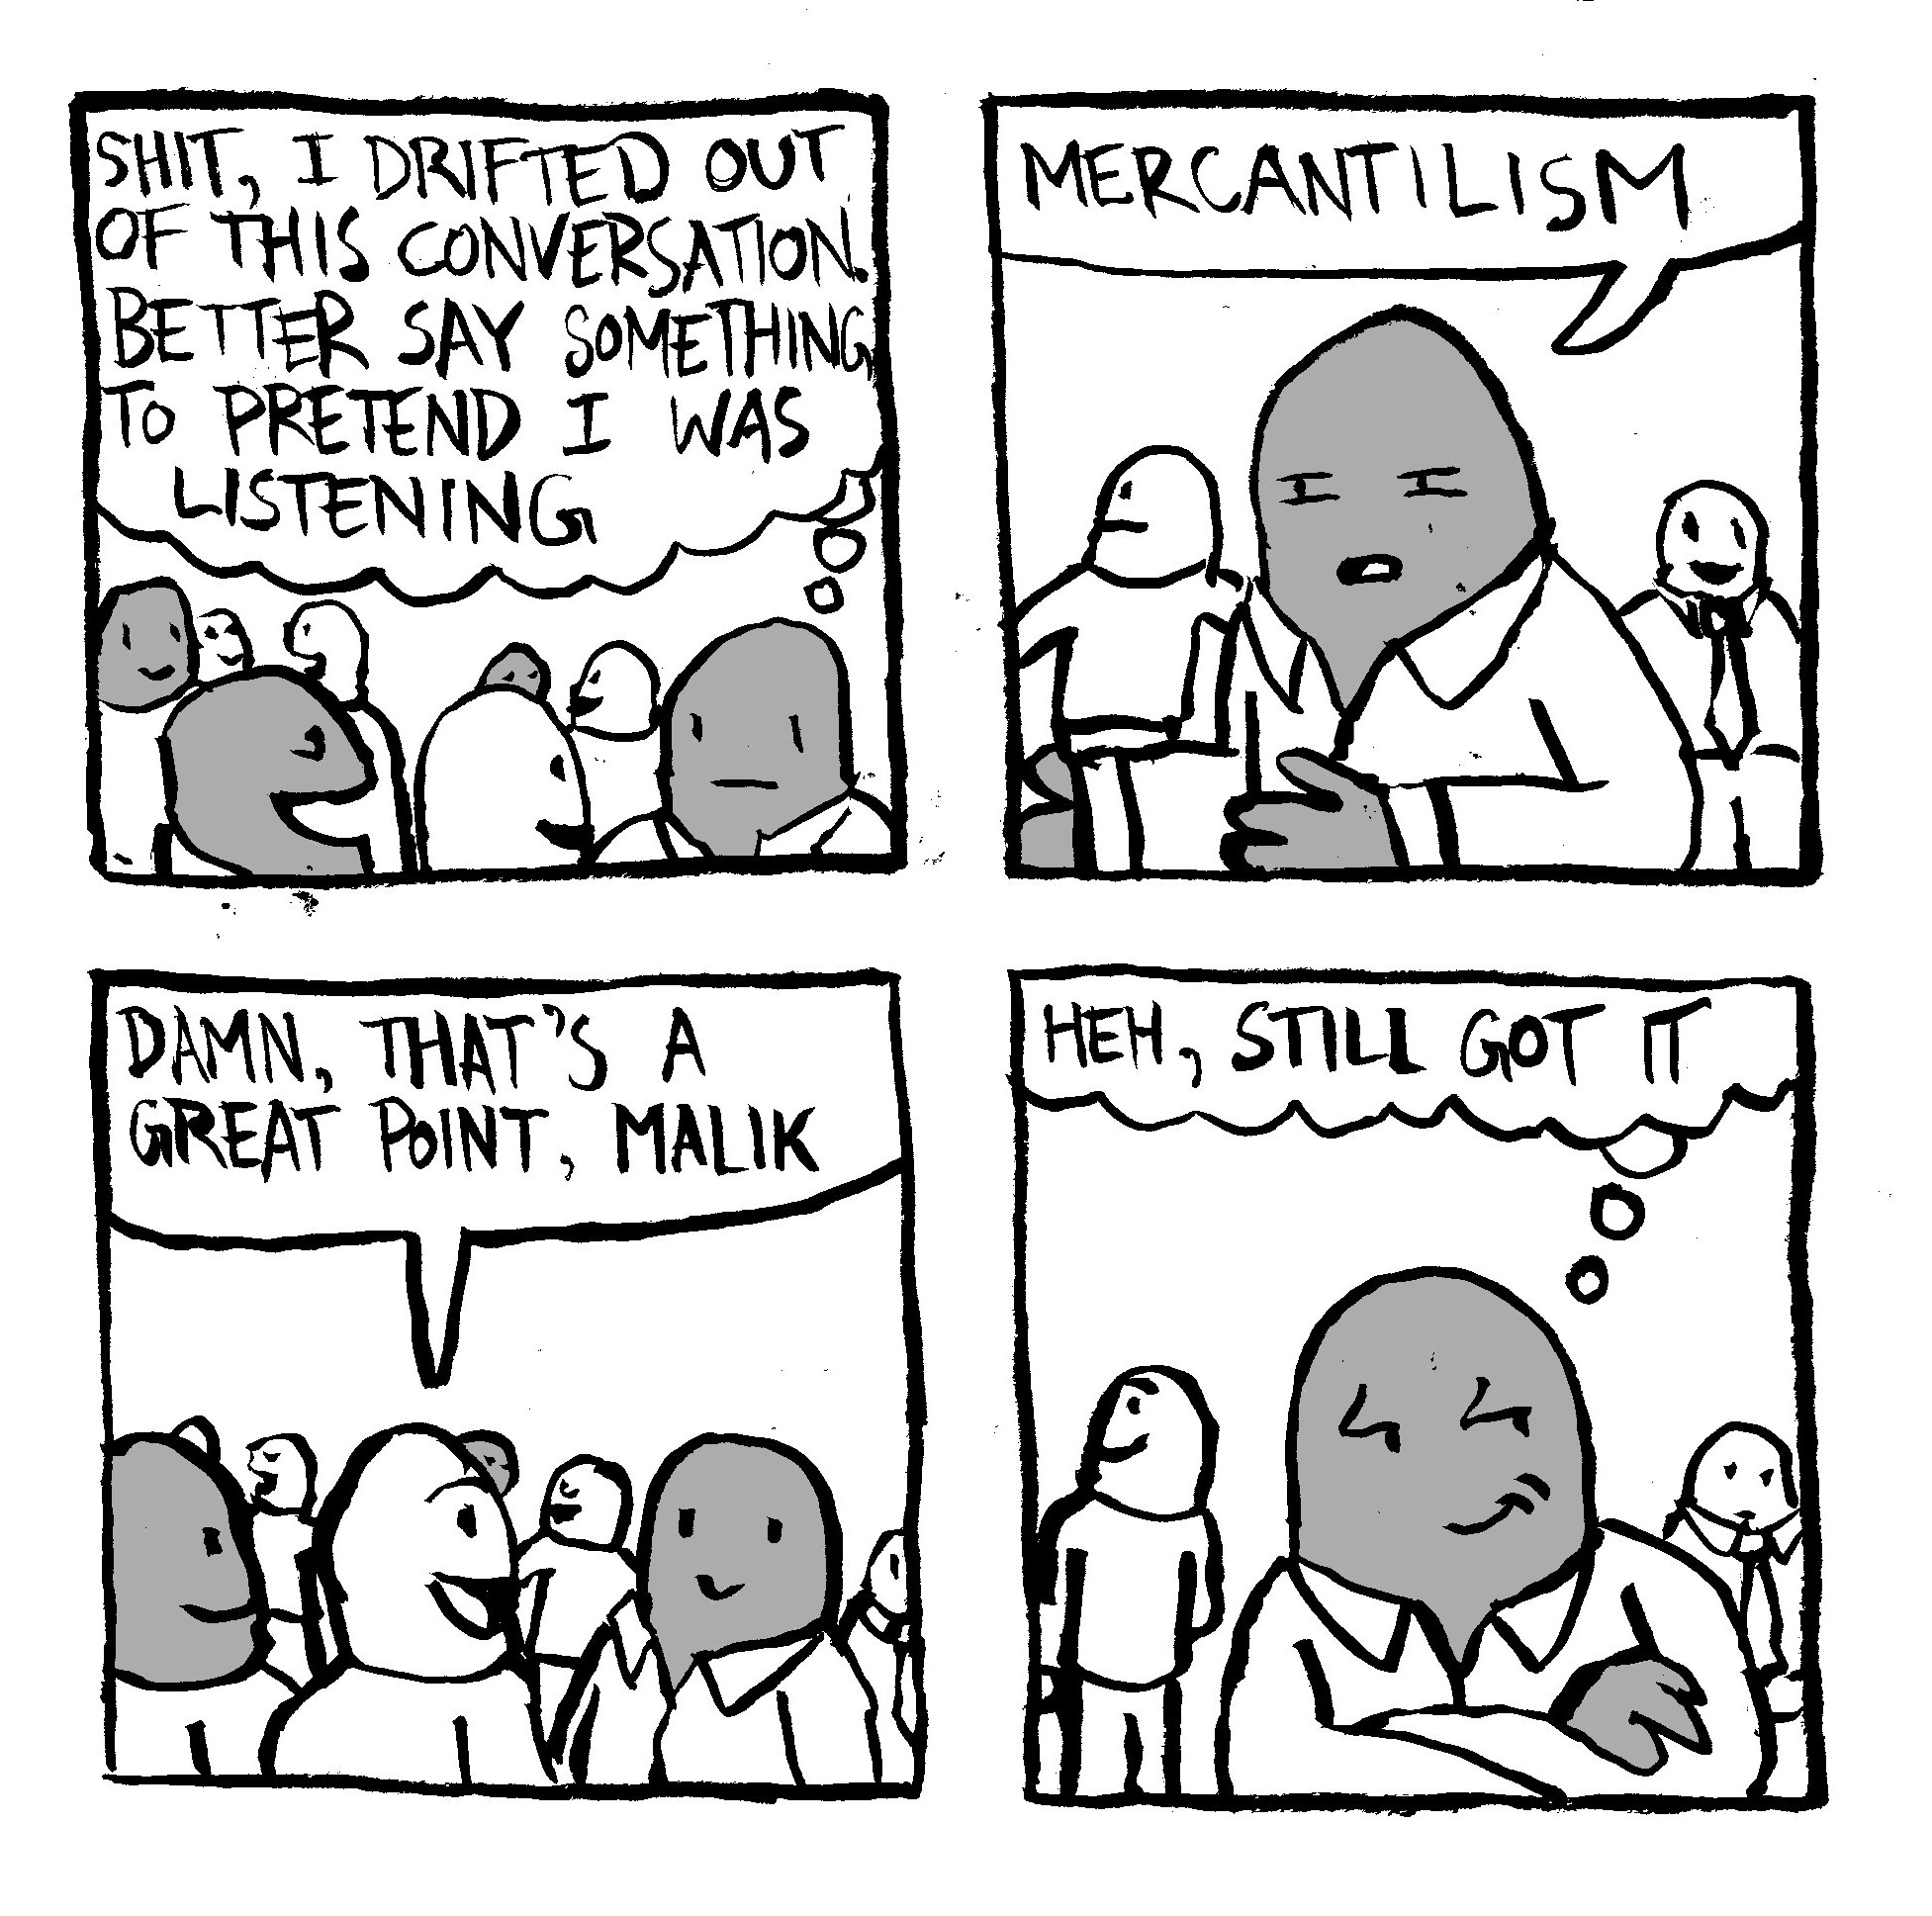 SHIT, I DRIFTED OUT
OF THIS CONVERSATION.
BETTER SAY SOMETHING
TO PRETEND I WAS
LISTENING
MERCANTILISM
DAMN, THAT'S A
GREAT POINT, MALIK
HEH, STILL GOT IT